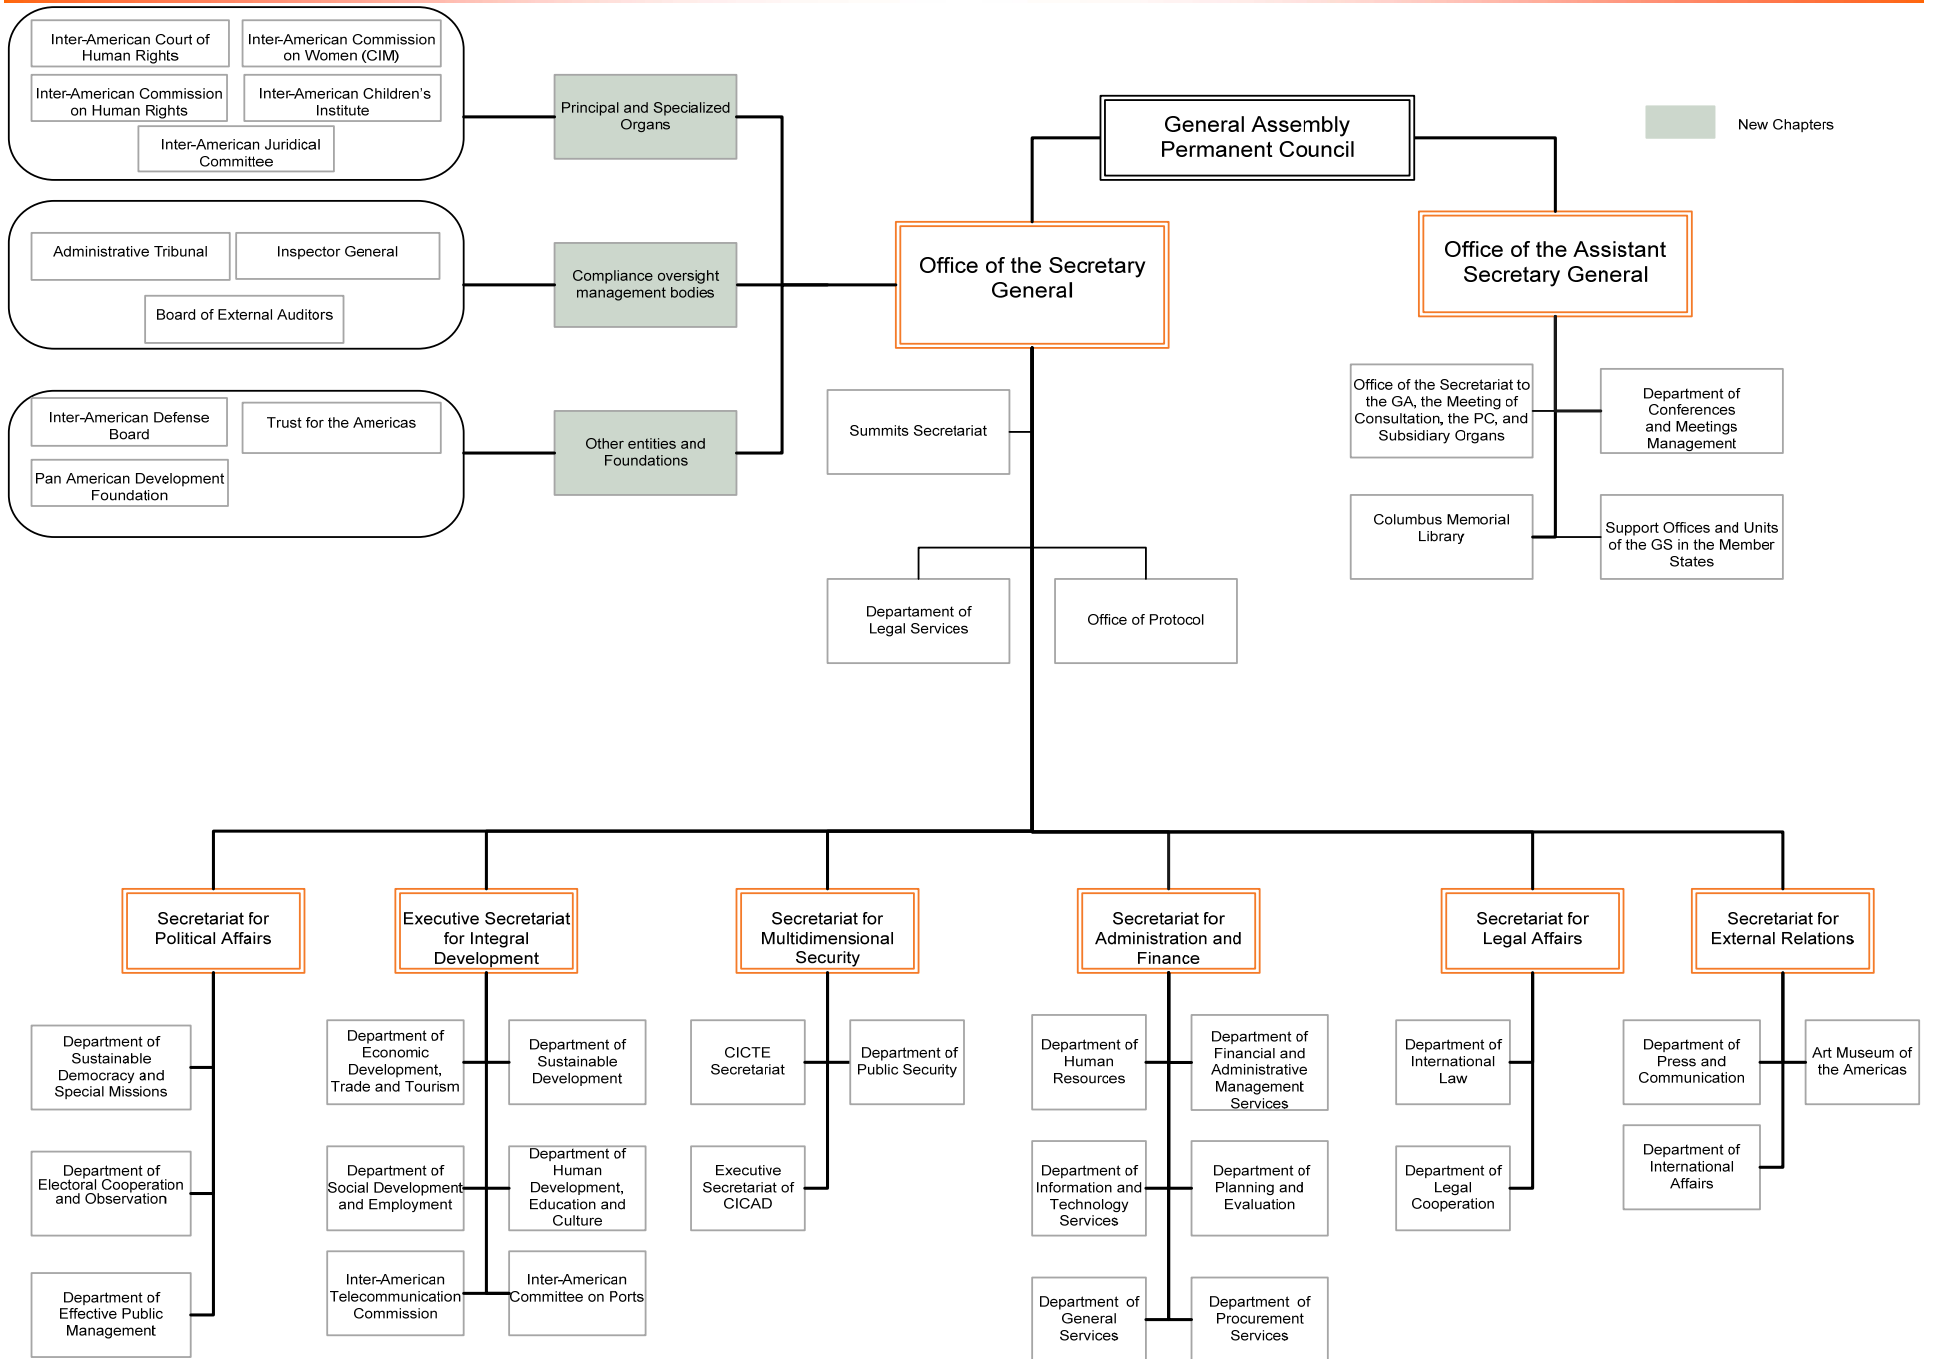 Inter-American Court of
Human Rights
Inter-American Commission
on Women (CIM)
Inter-American Commission
on Human Rights
Inter-American Children's
Institute
Inter-American Juridical
Committee
Principal and Specialized
Organs
General Assembly
Permanent Council
New Chapters
Administrative Tribunal
Inspector General
Board of External Auditors
Compliance oversight
management bodies
Office of the Secretary
General
Office of the Assistant
Secretary General
Inter-American Defense
Board
Trust for the Americas
Pan American Development
Foundation
Other entities and
Foundations
Summits Secretariat
Office of the Secretariat to
the GA, the Meeting of
Consultation, the PC, and
Subsidiary Organs
Department of
Conferences
and Meetings
Management
Columbus Memorial
Library
Support Offices and Units
of the GS in the Member
States
Departament of
Legal Services
Office of Protocol
Secretariat for
Political Affairs
Executive Secretariat
for Integral
Development
Secretariat for
Multidimensional
Security
Secretariat for
Administration and
Finance
Secretariat for
Legal Affairs
Secretariat for
External Relations
Department of
Sustainable
Democracy and
Special Missions
Department of
Economic
Development,
Trade and Tourism
Department of
Sustainable
Development
CICTE
Secretariat
Department of
Public Security
Department of
Human
Resources
Department of
Financial and
Administrative
Management
Services
Department of
International
Law
Department of
Press and
Communication
Art Museum of
the Americas
Department of
Electoral Cooperation
and Observation
Department of
Social Development
and Employment
Department of
Human
Development,
Education and
Culture
Executive
Secretariat of
CICAD
Department of
Information and
Technology
Services
Department of
Planning and
Evaluation
Department of
Legal
Cooperation
Department of
International
Affairs
Department of
Effective Public
Management
Inter-American
Telecommunication
Commission
Inter-American
Committee on Ports
Department of
General
Services
Department of
Procurement
Services